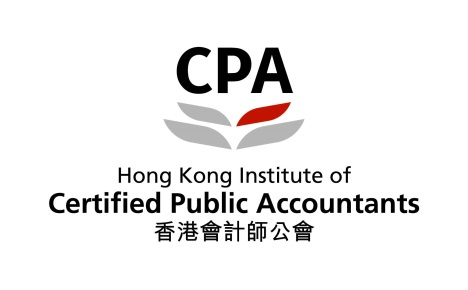 CPA
Hong Kong Institute of
Certified Public Accountants
香港會計師公會